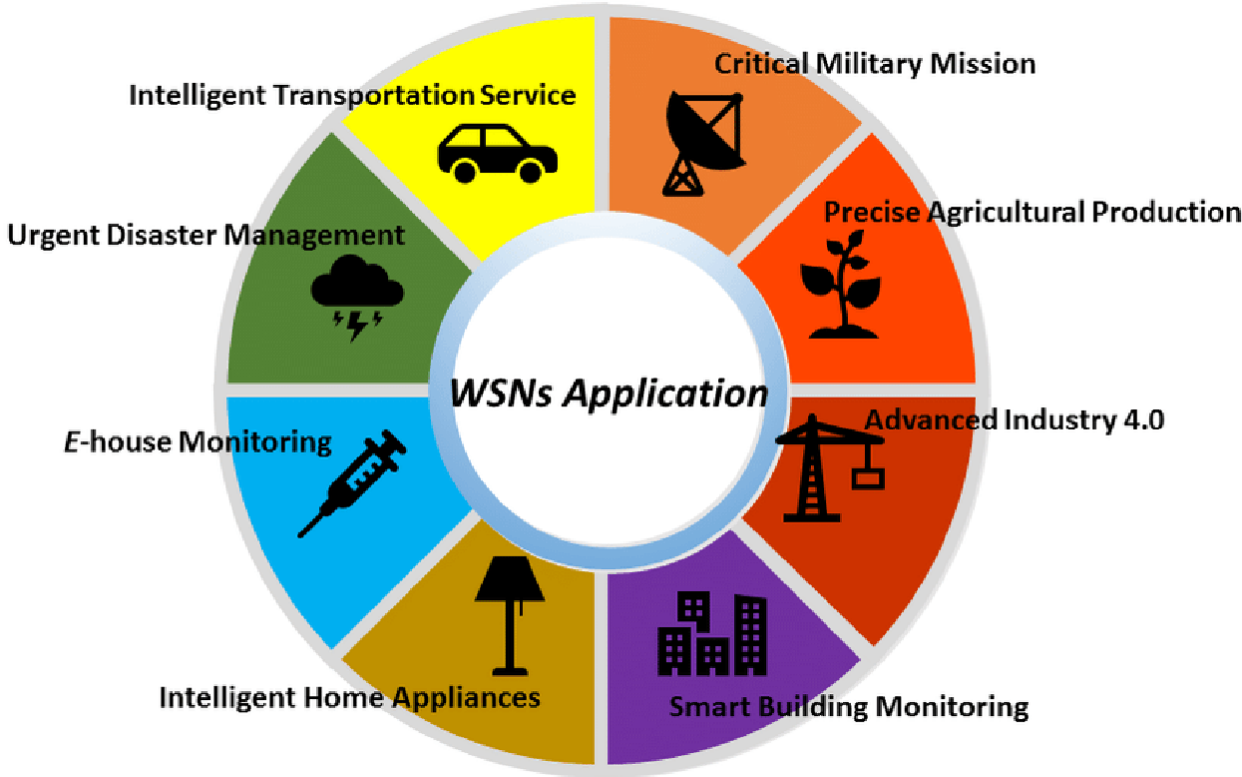 Critical Military Mission
Intelligent Transportation Service
Precise Agricultural Production
Urgent Disaster Management
WSNs Application
Advanced Industry 4.0
E-house Monitoring
Intelligent Home Appliances
Smart Building Monitoring